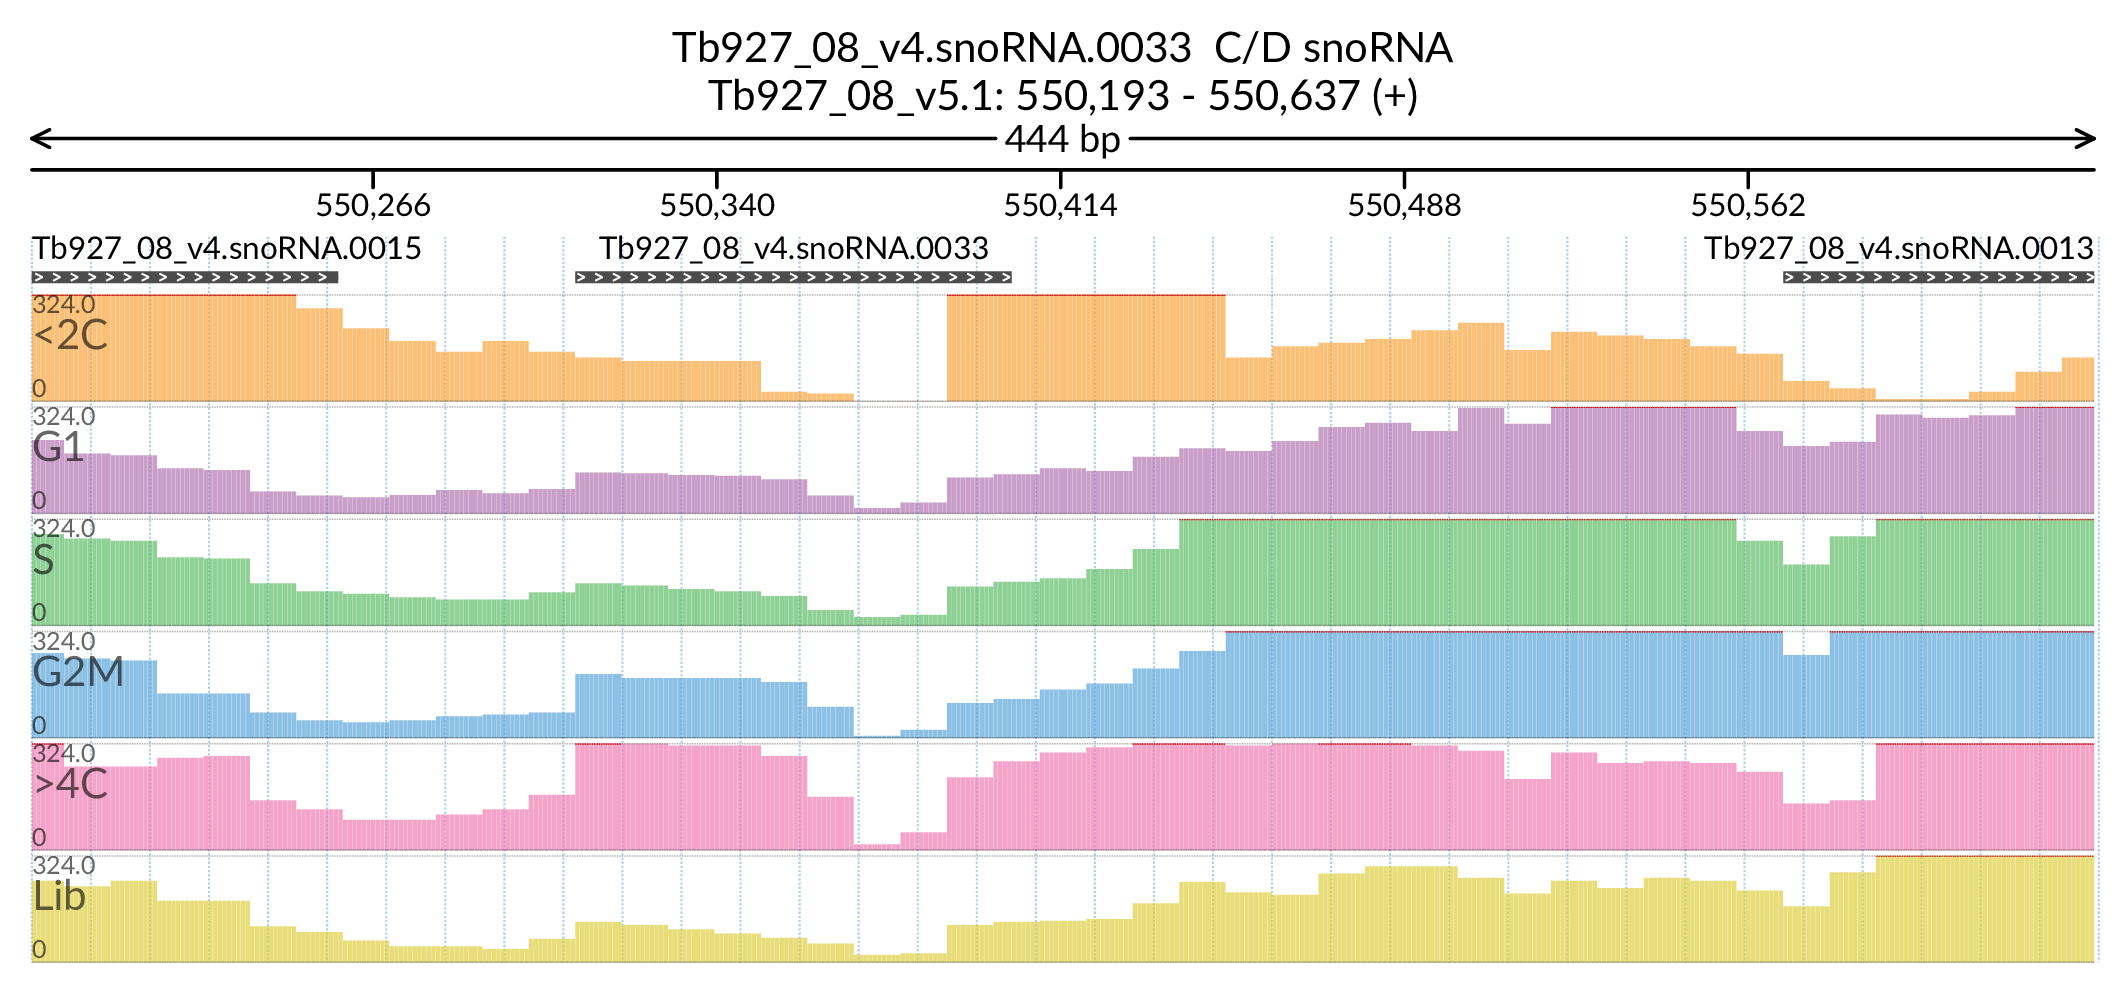 Tb927_08_v4.snoRNA.0033  C/D snoRNA
Tb927_08_v5.1: 550,193 - 550,637 (+)
444 bp
550,266 550,340 550,414 550,488 550,562
Tb927_08_v4.snoRNA.0015 Tb927_08_v4.snoRNA.0033 Tb927_08_v4.snoRNA.0013
324.0
<2C
0
324.0
G1
0
324.0
S
0
324.0
G2M
0
324.0
>4C
0
324.0
Lib
0